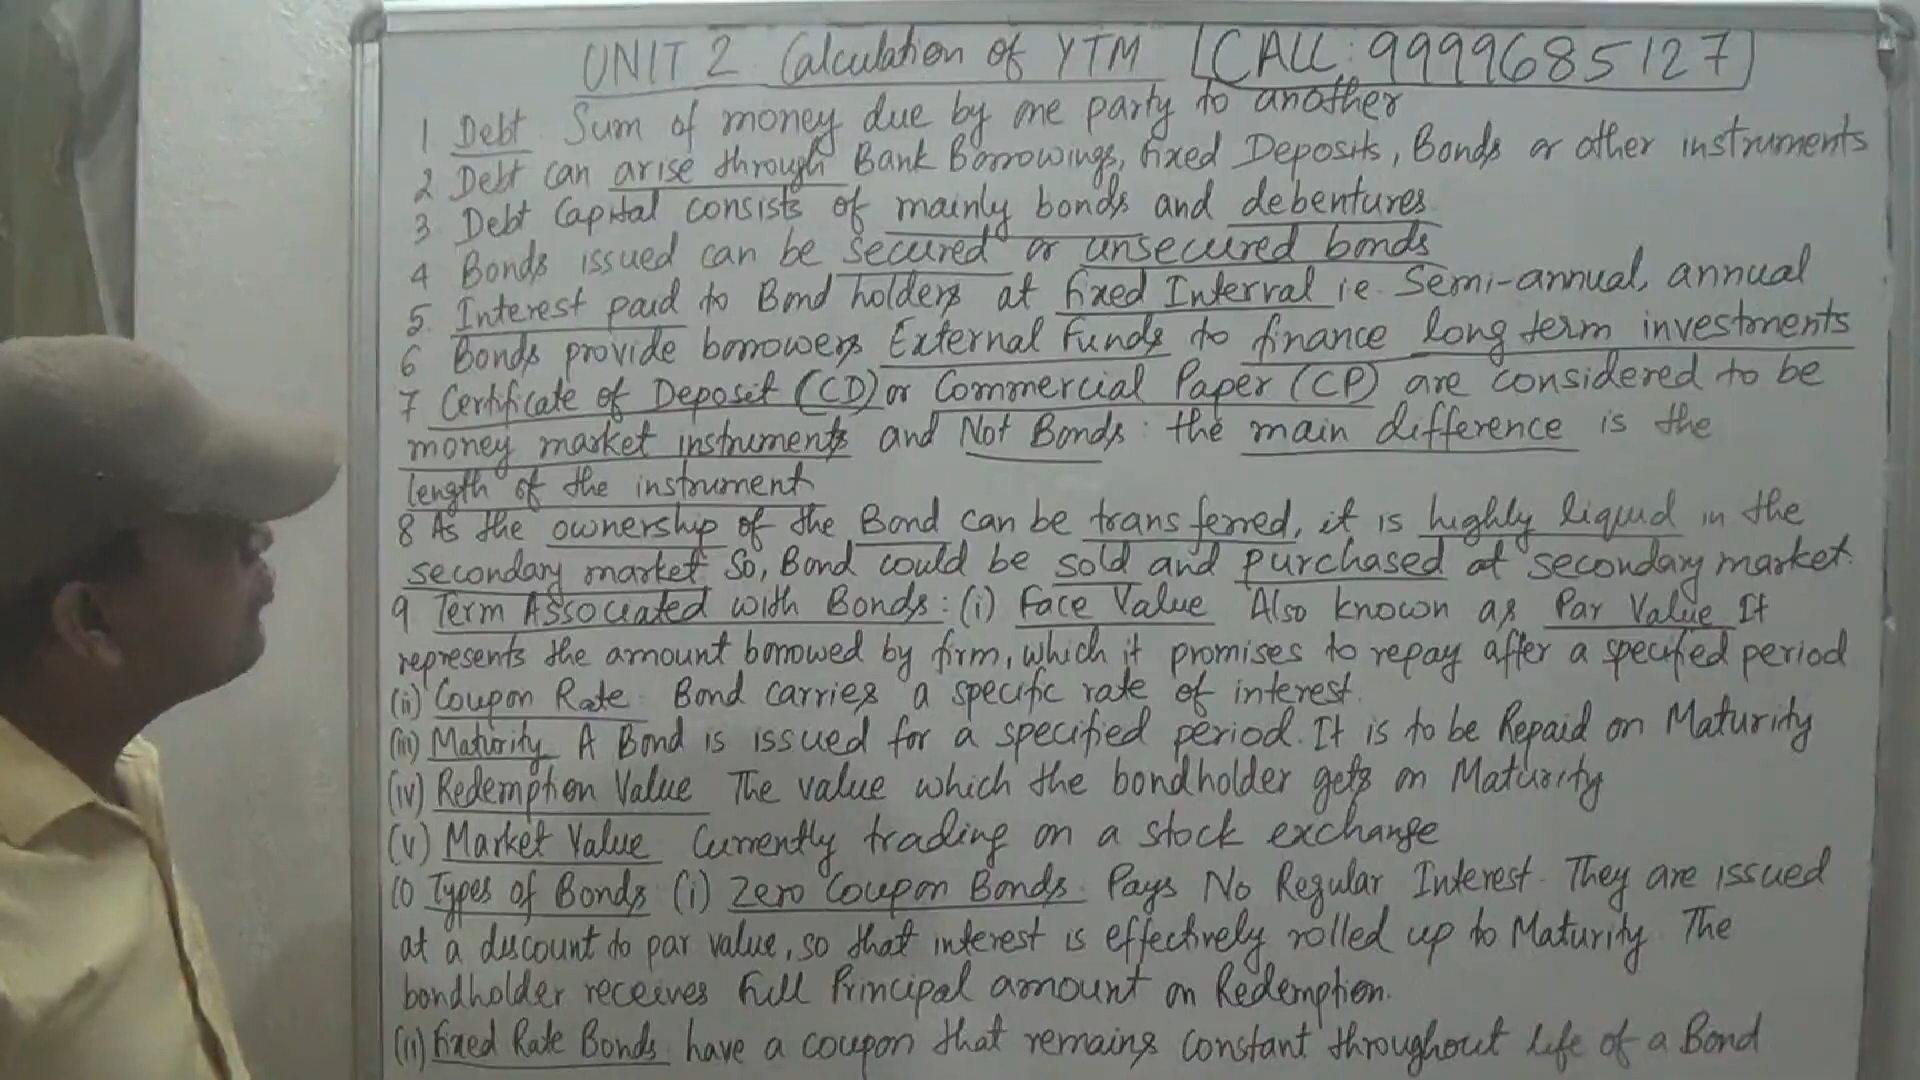 UNIT 2 Calculation of YTM [CALL: 9999685127]
1 Debt Sum of money due by one party to another
2 Debt can arise through Bank Borrowings, Fixed Deposits, Bonds or other instruments
3 Debt Capital consists of mainly bonds and debentures
4 Bonds issued can be secured or unsecured bonds
5. Interest paid to Bond holders at fixed Interval ie. Semi-annual, annual
6 Bonds provide borrowers External Funds to finance long term investments
7 Certificate of Deposit (CD) or Commercial Paper (CP) are considered to be
money market instruments and Not Bonds: the main difference is the
length of the instrument
8 As the ownership of the Bond can be transferred, it is highly liquid in the
secondary market. So, Bond could be sold and purchased at secondary market.
9 Term Associated with Bonds: (i) Face Value Also known as Par Value It
represents the amount borrowed by firm, which it promises to repay after a specified period
(ii) Coupon Rate Bond carries a specific rate of interest.
(iii) Maturity A Bond is issued for a specified period. It is to be Repaid on Maturity
(iv) Redemption Value The value which the bondholder gets on Maturity
(v) Market Value Currently trading on a stock exchange
10 Types of Bonds (i) Zero Coupon Bonds. Pays No Regular Interest. They are issued
at a discount to par value, so that interest is effectively rolled up to Maturity. The
bondholder receives Full Principal amount on Redemption.
(ii) Fixed Rate Bonds have a coupon that remains constant throughout life of a Bond